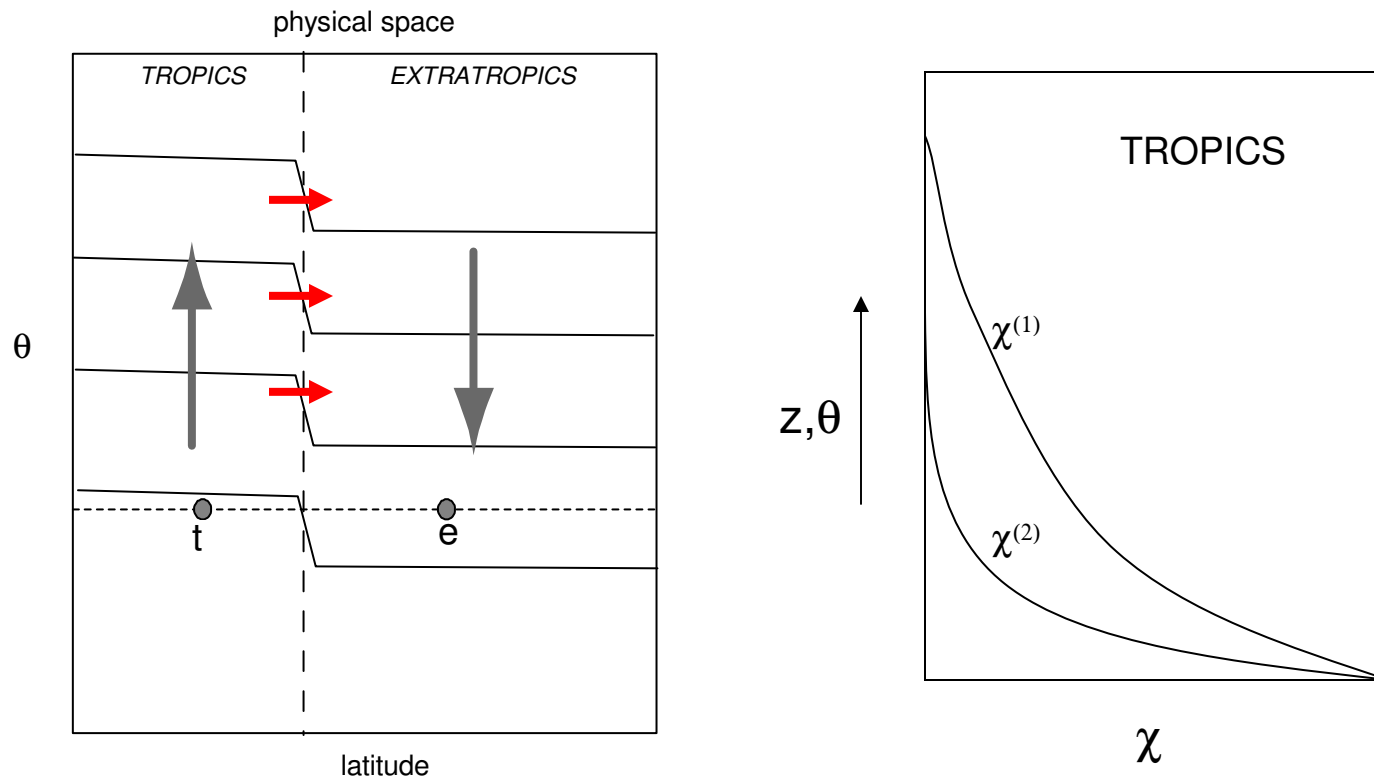 physical space
TROPICS
EXTRATROPICS
θ
t
e
latitude
TROPICS
χ(1)
z,θ
χ(2)
χ